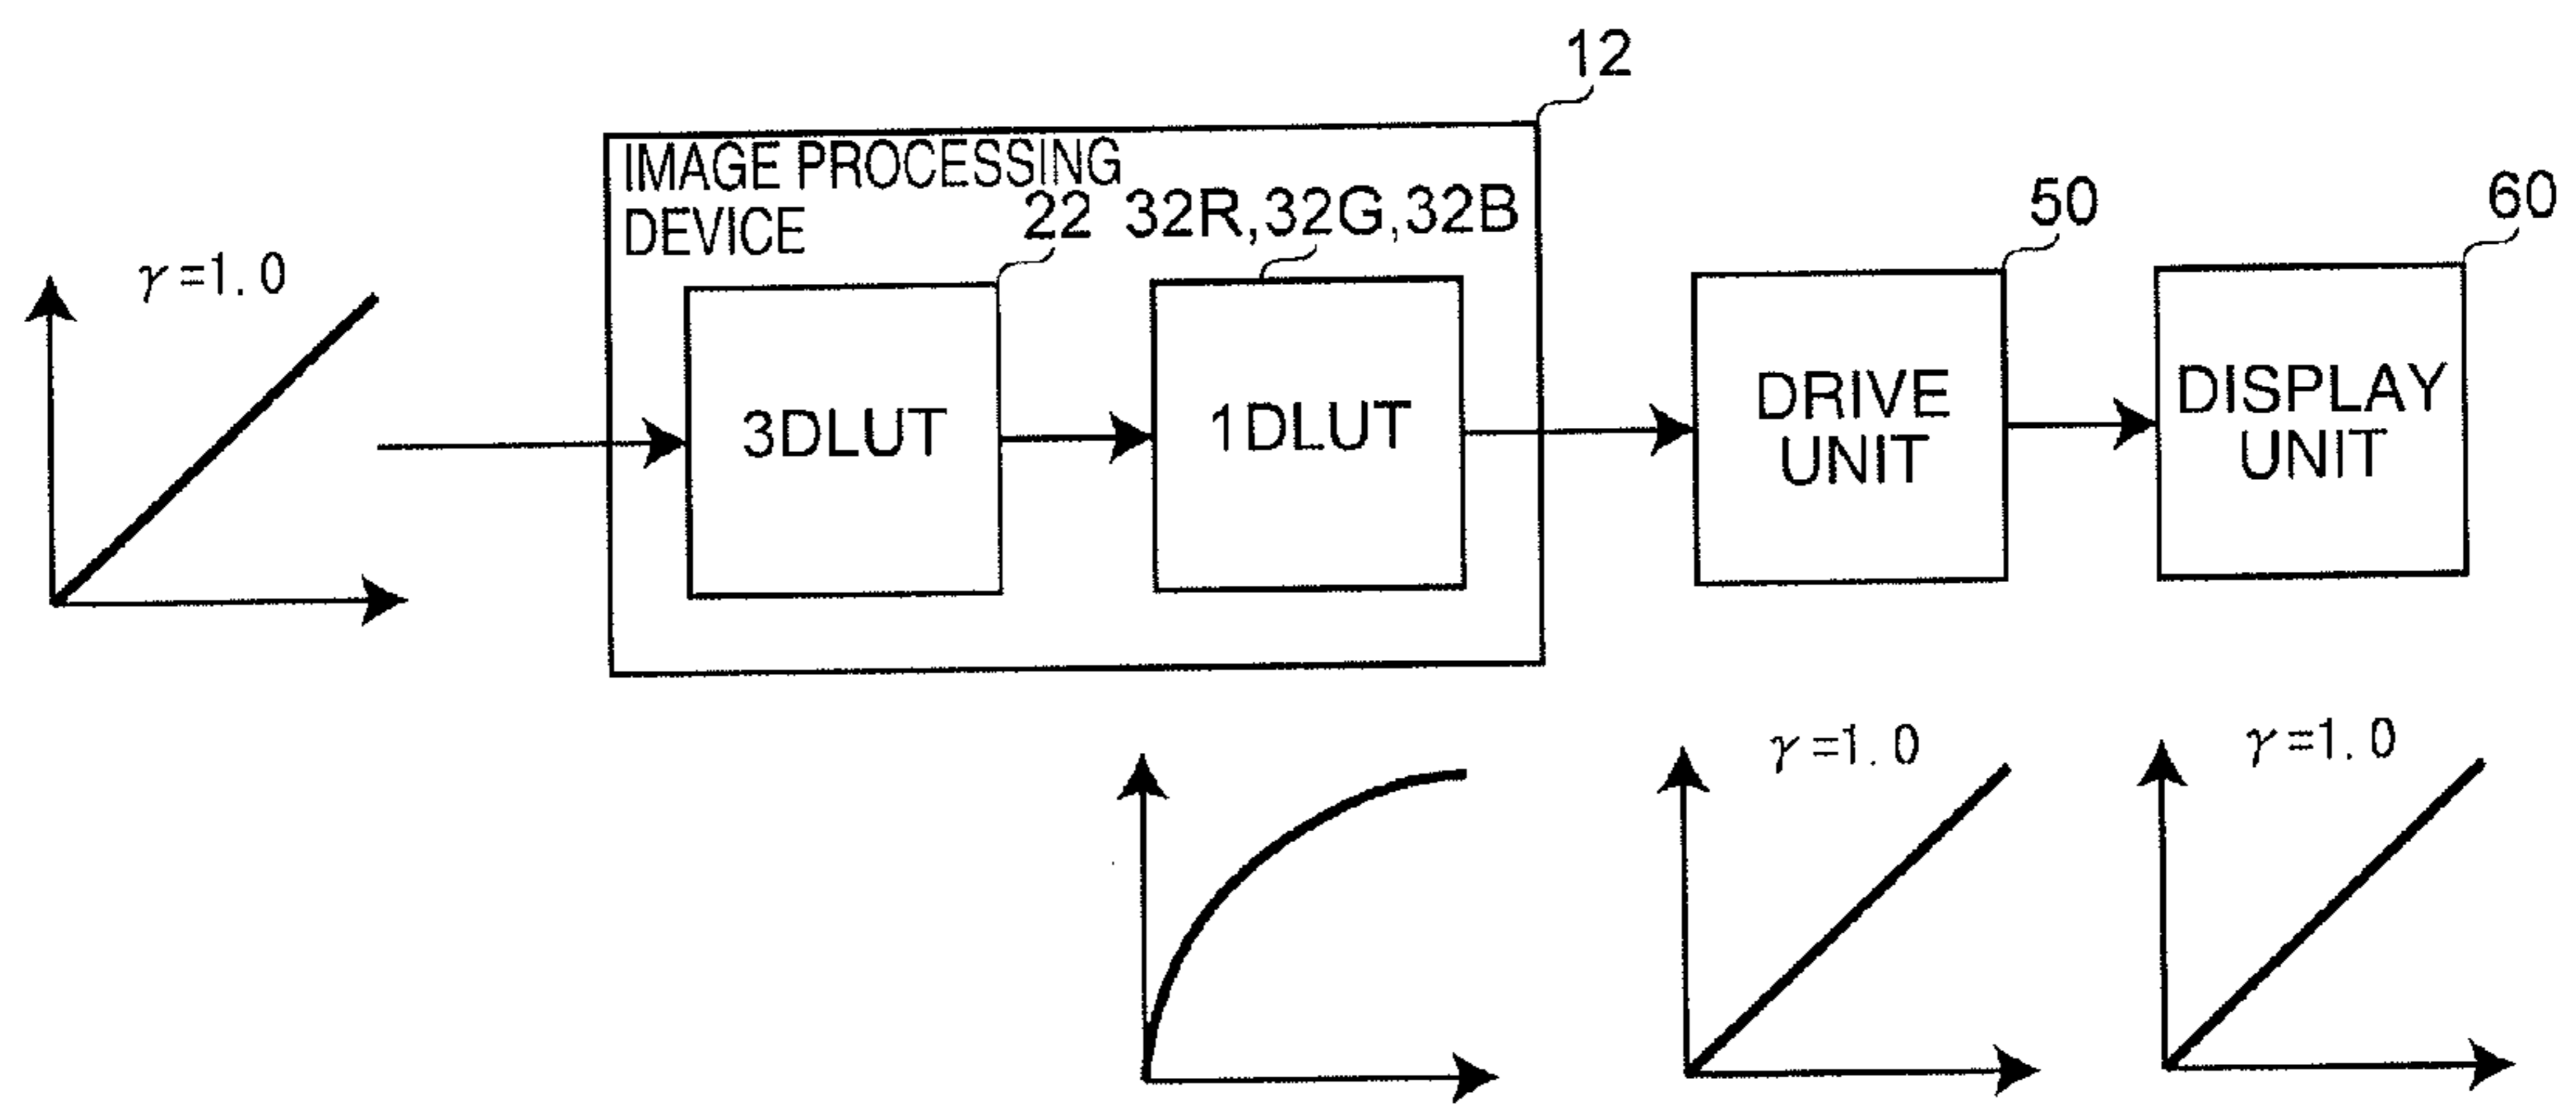 12
IMAGE PROCESSING
DEVICE
22
32R,32G,32B
50
60
γ=1.0
3DLUT
1DLUT
DRIVE
UNIT
DISPLAY
UNIT
γ=1.0
γ=1.0